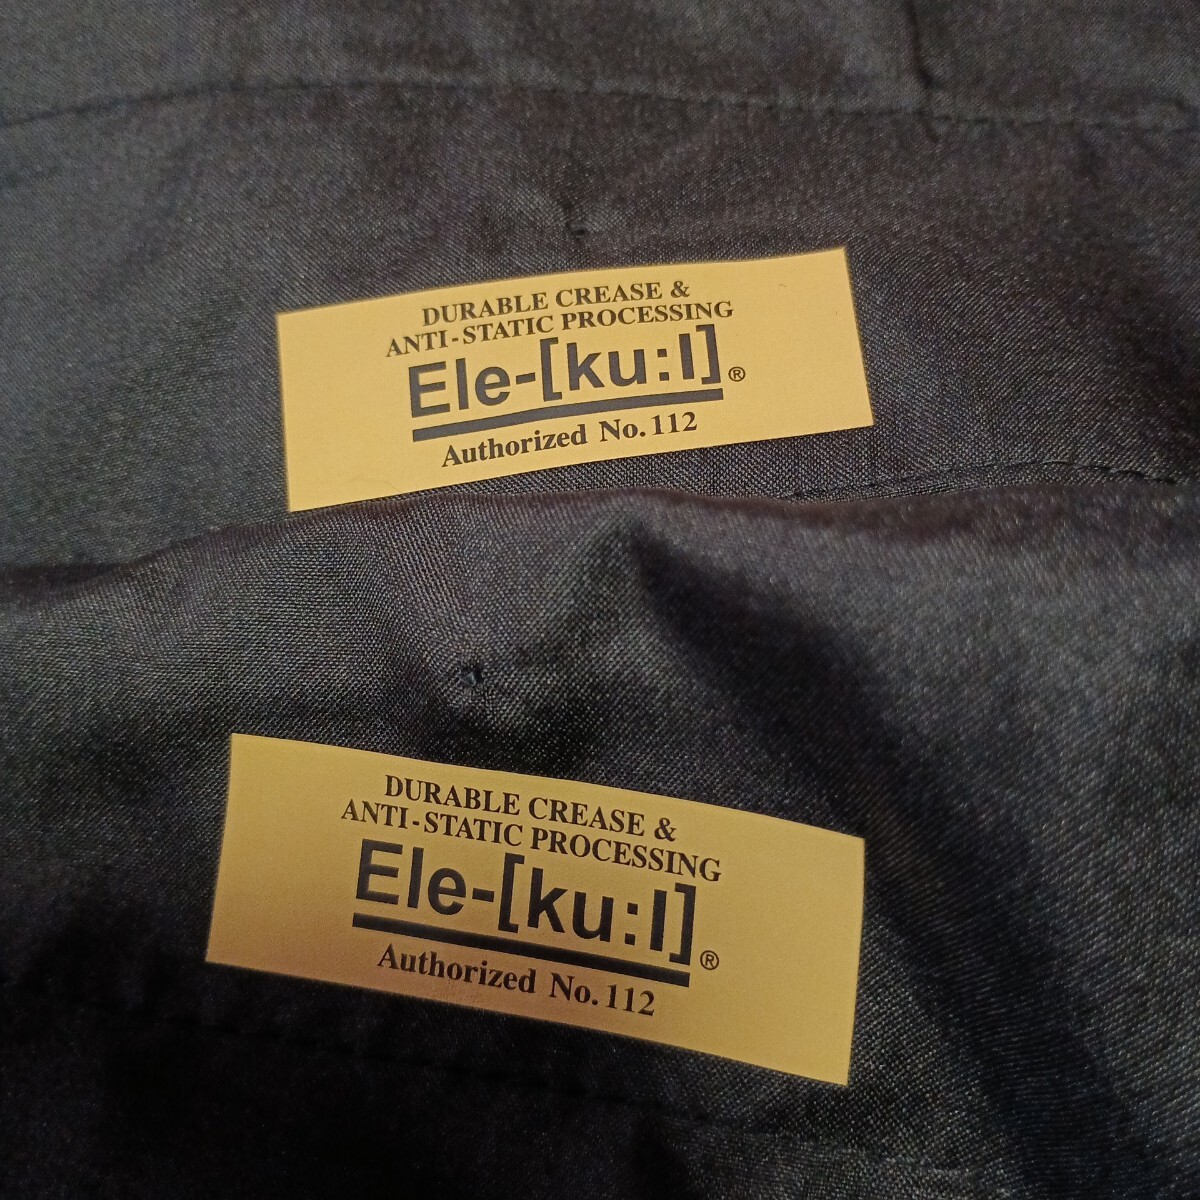 DURABLE CREASE &
ANTI-STATIC PROCESSING
Ele-[ku:l]®
Authorized No.112
DURABLE CREASE &
ANTI-STATIC PROCESSING
Ele-[ku:l]®
Authorized No.112